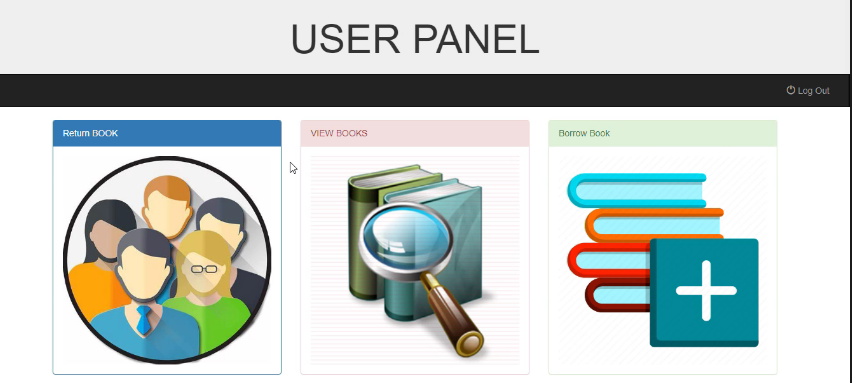 USER PANEL
Log Out
Return BOOK
VIEW BOOKS
Borrow Book